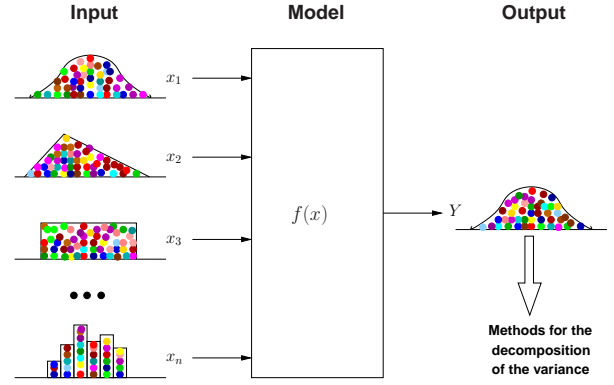 Input
Model
Output
x₁
x₂
f(x)
Y
x₃
•••
xₙ
Methods for the
decomposition
of the variance